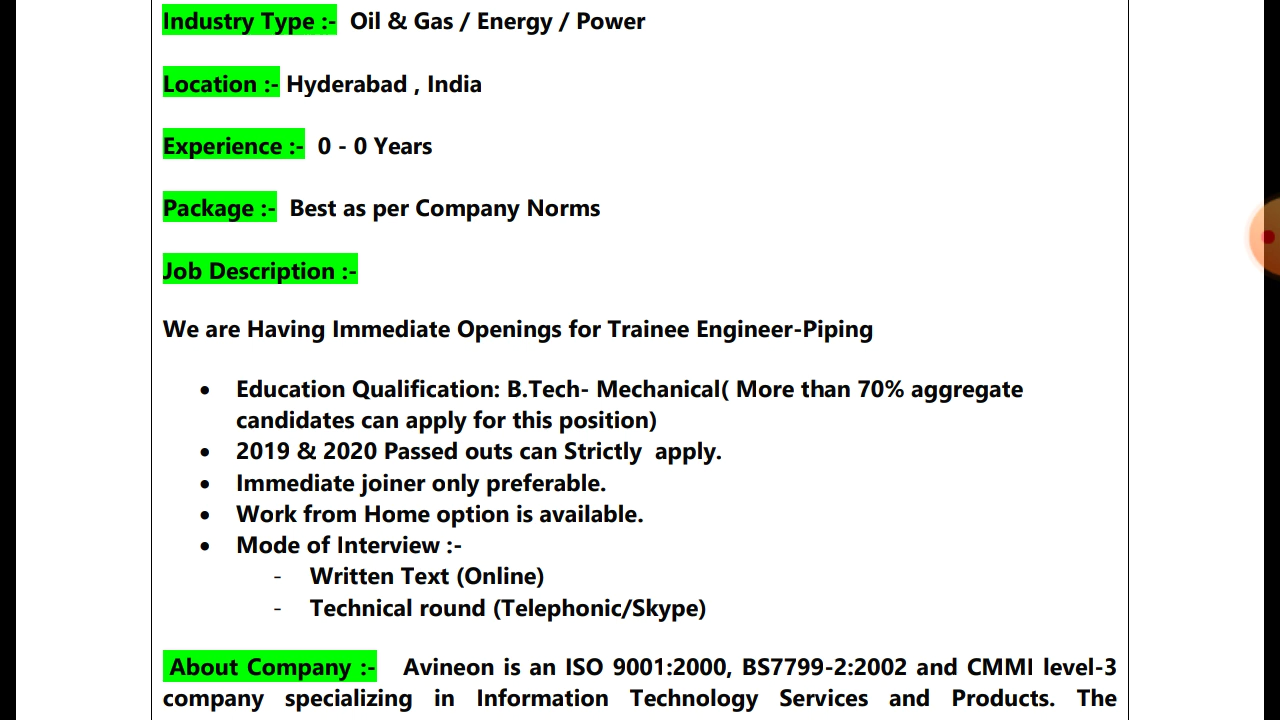 Industry Type :- Oil & Gas / Energy / Power
Location :- Hyderabad , India
Experience :- 0 - 0 Years
Package :- Best as per Company Norms
Job Description :-
We are Having Immediate Openings for Trainee Engineer-Piping
• Education Qualification: B.Tech- Mechanical( More than 70% aggregate
candidates can apply for this position)
• 2019 & 2020 Passed outs can Strictly apply.
• Immediate joiner only preferable.
• Work from Home option is available.
• Mode of Interview :-
- Written Text (Online)
- Technical round (Telephonic/Skype)
About Company :- Avineon is an ISO 9001:2000, BS7799-2:2002 and CMMI level-3
company specializing in Information Technology Services and Products. The